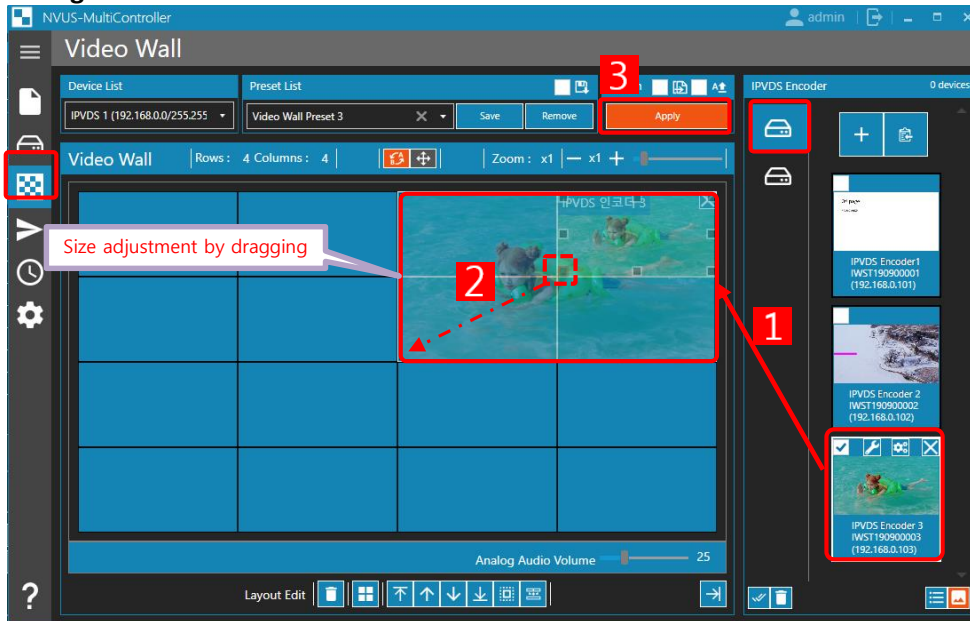 NVUS-MultiController
admin
Video Wall
Device List
Preset List
IPVDS Encoder
0 devices
IPVDS 1 (192.168.0.0/255.255
Video Wall Preset 3
Save
Remove
3
Apply
Video Wall
Rows : 4 Columns : 4
Zoom : x1
x1
IPVDS 인코더 3
Size adjustment by dragging
2
1
IPVDS Encoder1
IWST190900001
(192.168.0.101)
IPVDS Encoder 2
IWST190900002
(192.168.0.102)
IPVDS Encoder 3
IWST190900003
(192.168.0.103)
Analog Audio Volume
25
Layout Edit
?